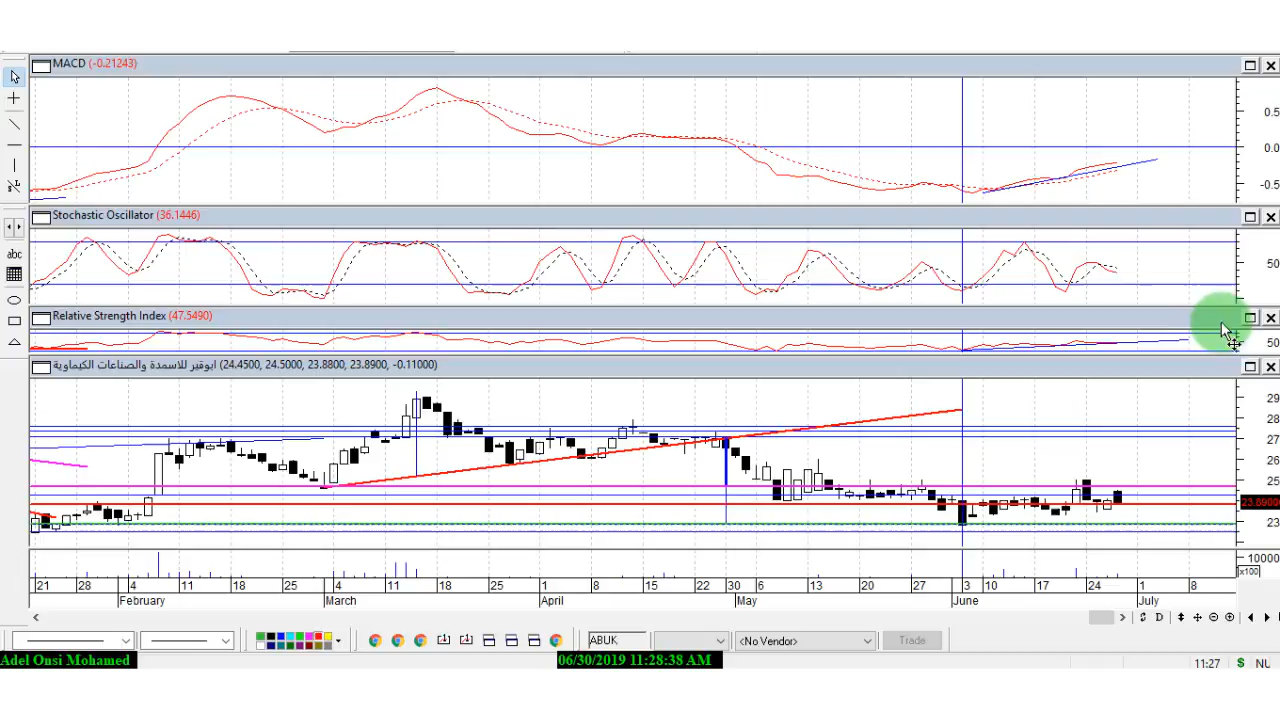 MACD (-0.21243)
0.5
0.0
-0.5
Stochastic Oscillator (36.1446)
50
Relative Strength Index (47.5490)
50
ابوقير للاسمدة والصناعات الكيماوية (24.4500, 24.5000, 23.8800, 23.8900, -0.11000)
29
28
27
26
25
23.8900
23
10000
x100
21 28 4 11 18 25 4 11 18 25 1 8 15 22 30 6 13 20 27 3 10 17 24 1 8
February March April May June July
abc
D
ABUK <No Vendor> Trade
Adel Onsi Mohamed 06/30/2019 11:28:38 AM 11:27 $ NU